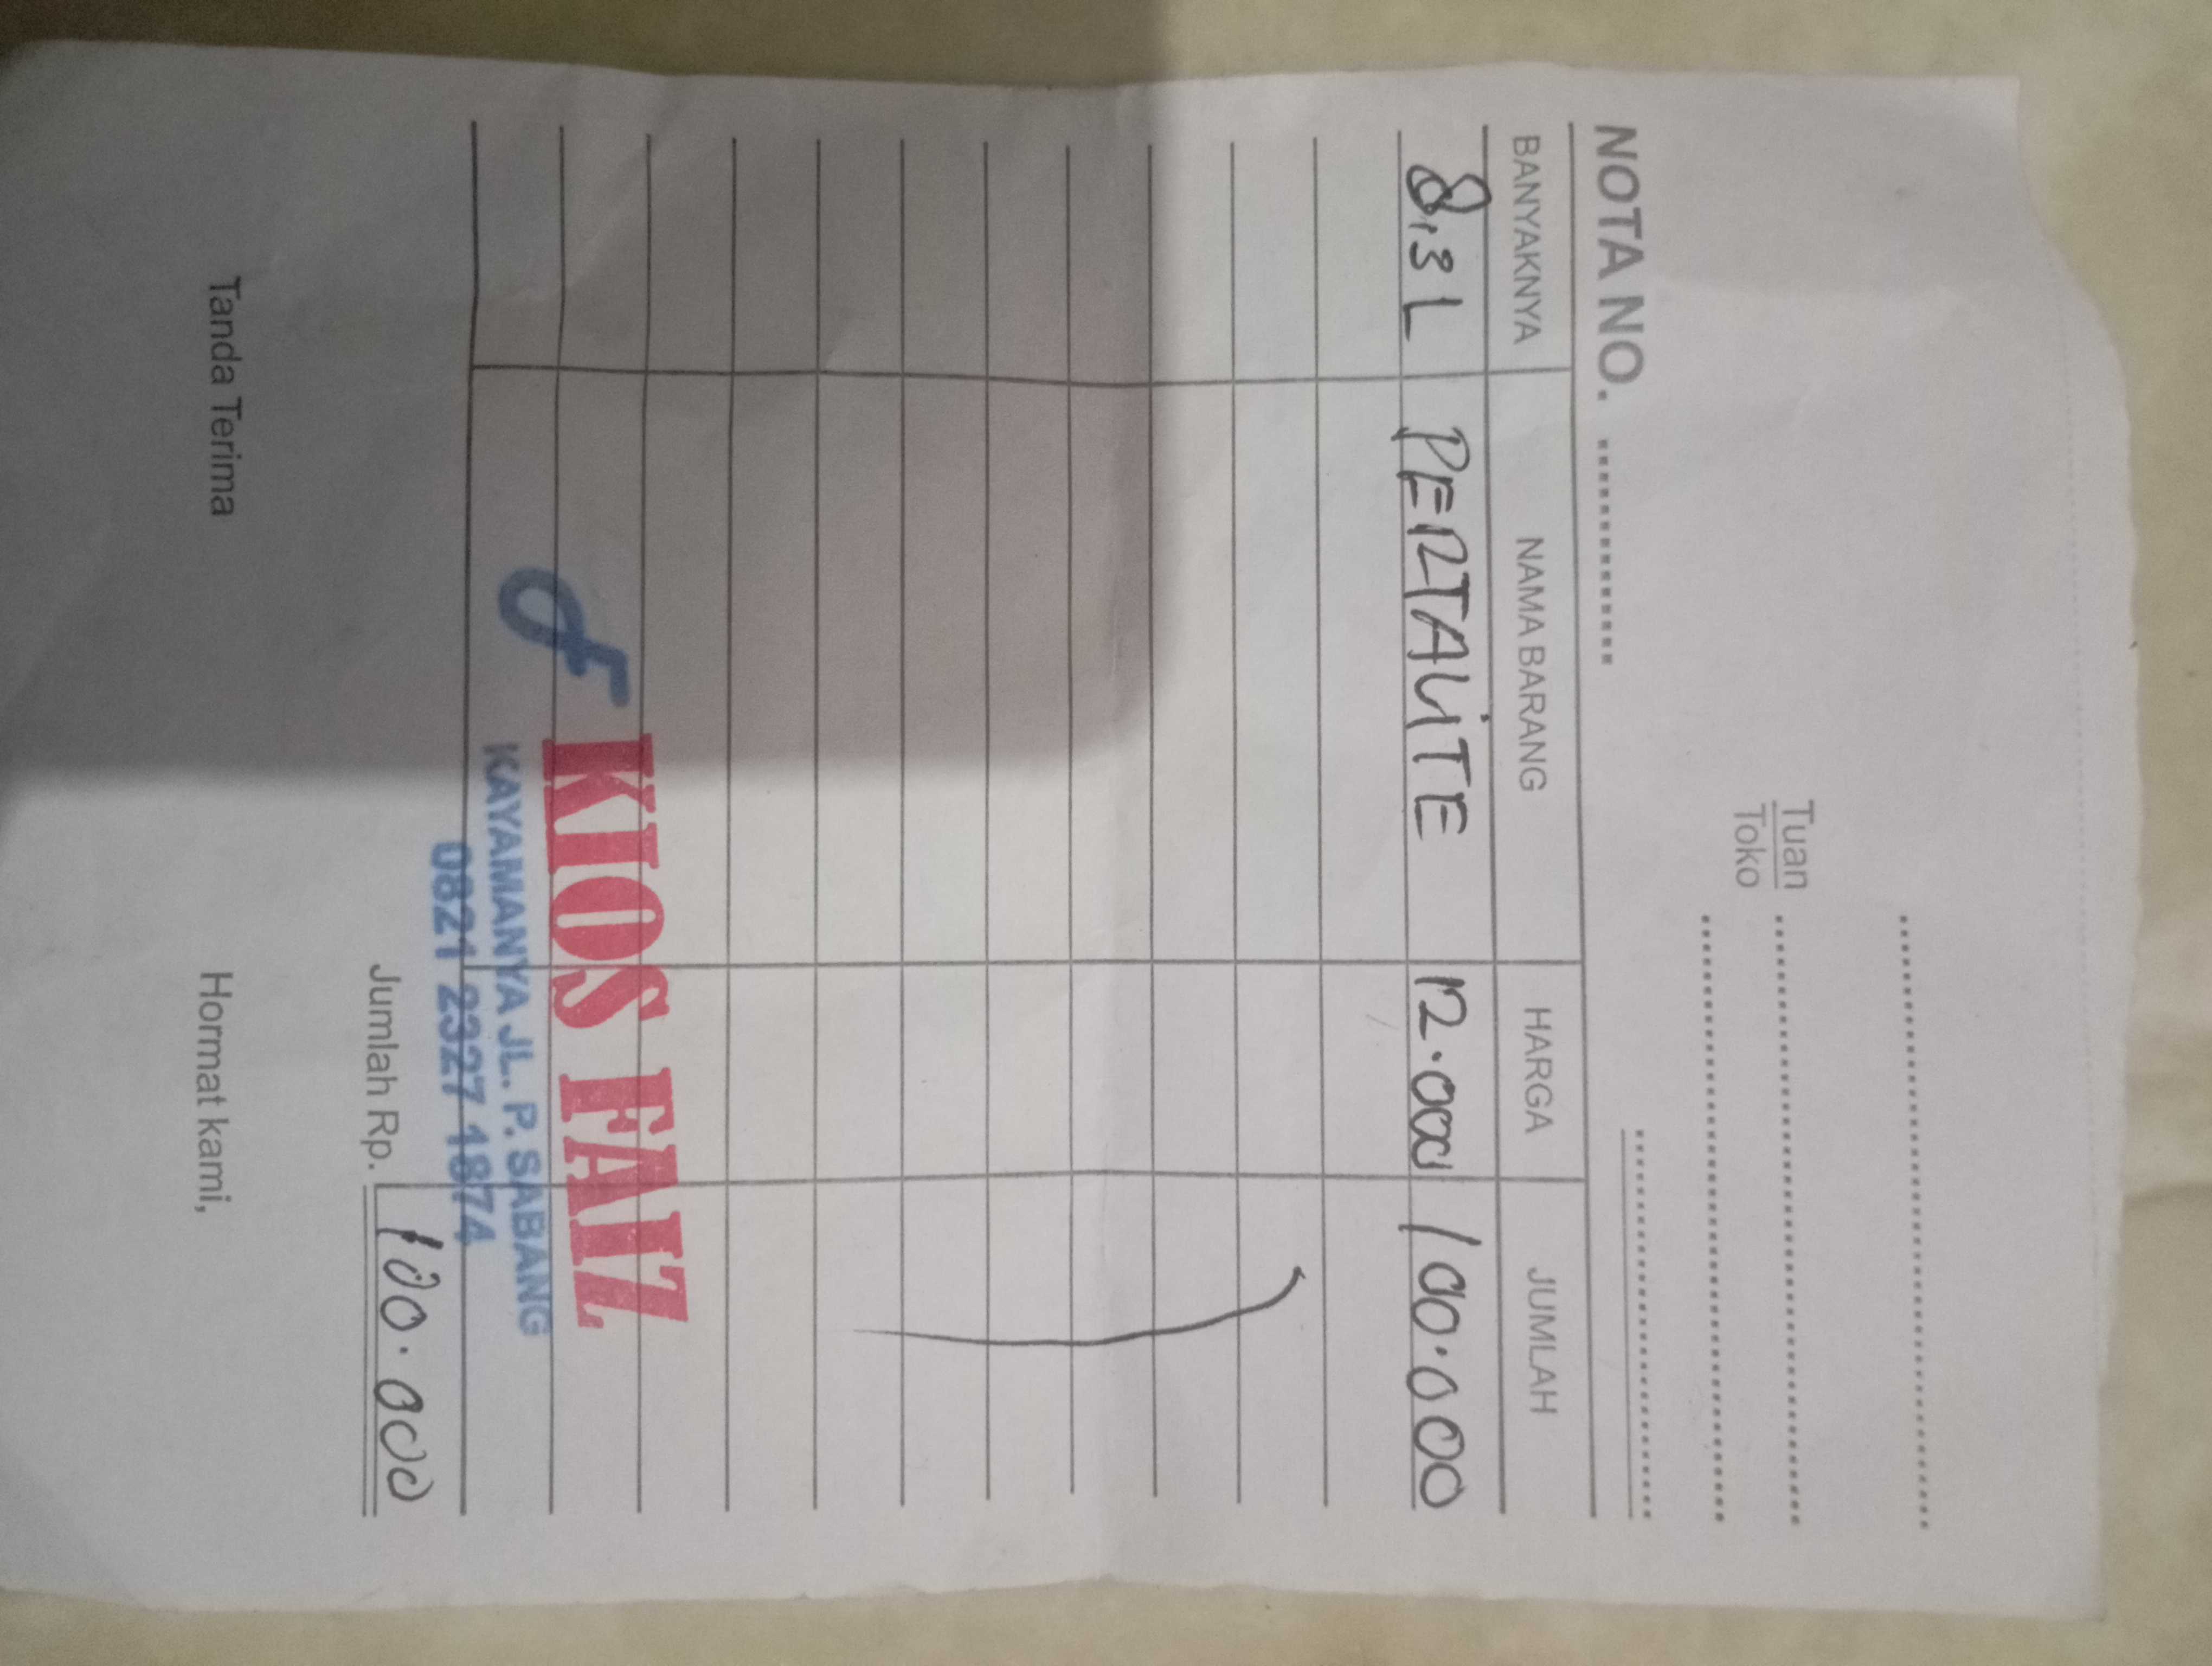 Tuan
Toko
NOTA NO.
BANYAKNYA NAMA BARANG HARGA JUMLAH
8,3 L PERTALITE 12.000 100.000
KIOS FAIZ
KAYAMANYA JL. P. SABANG
0821 2327 1874
Jumlah Rp. 100.000
Tanda Terima Hormat kami,